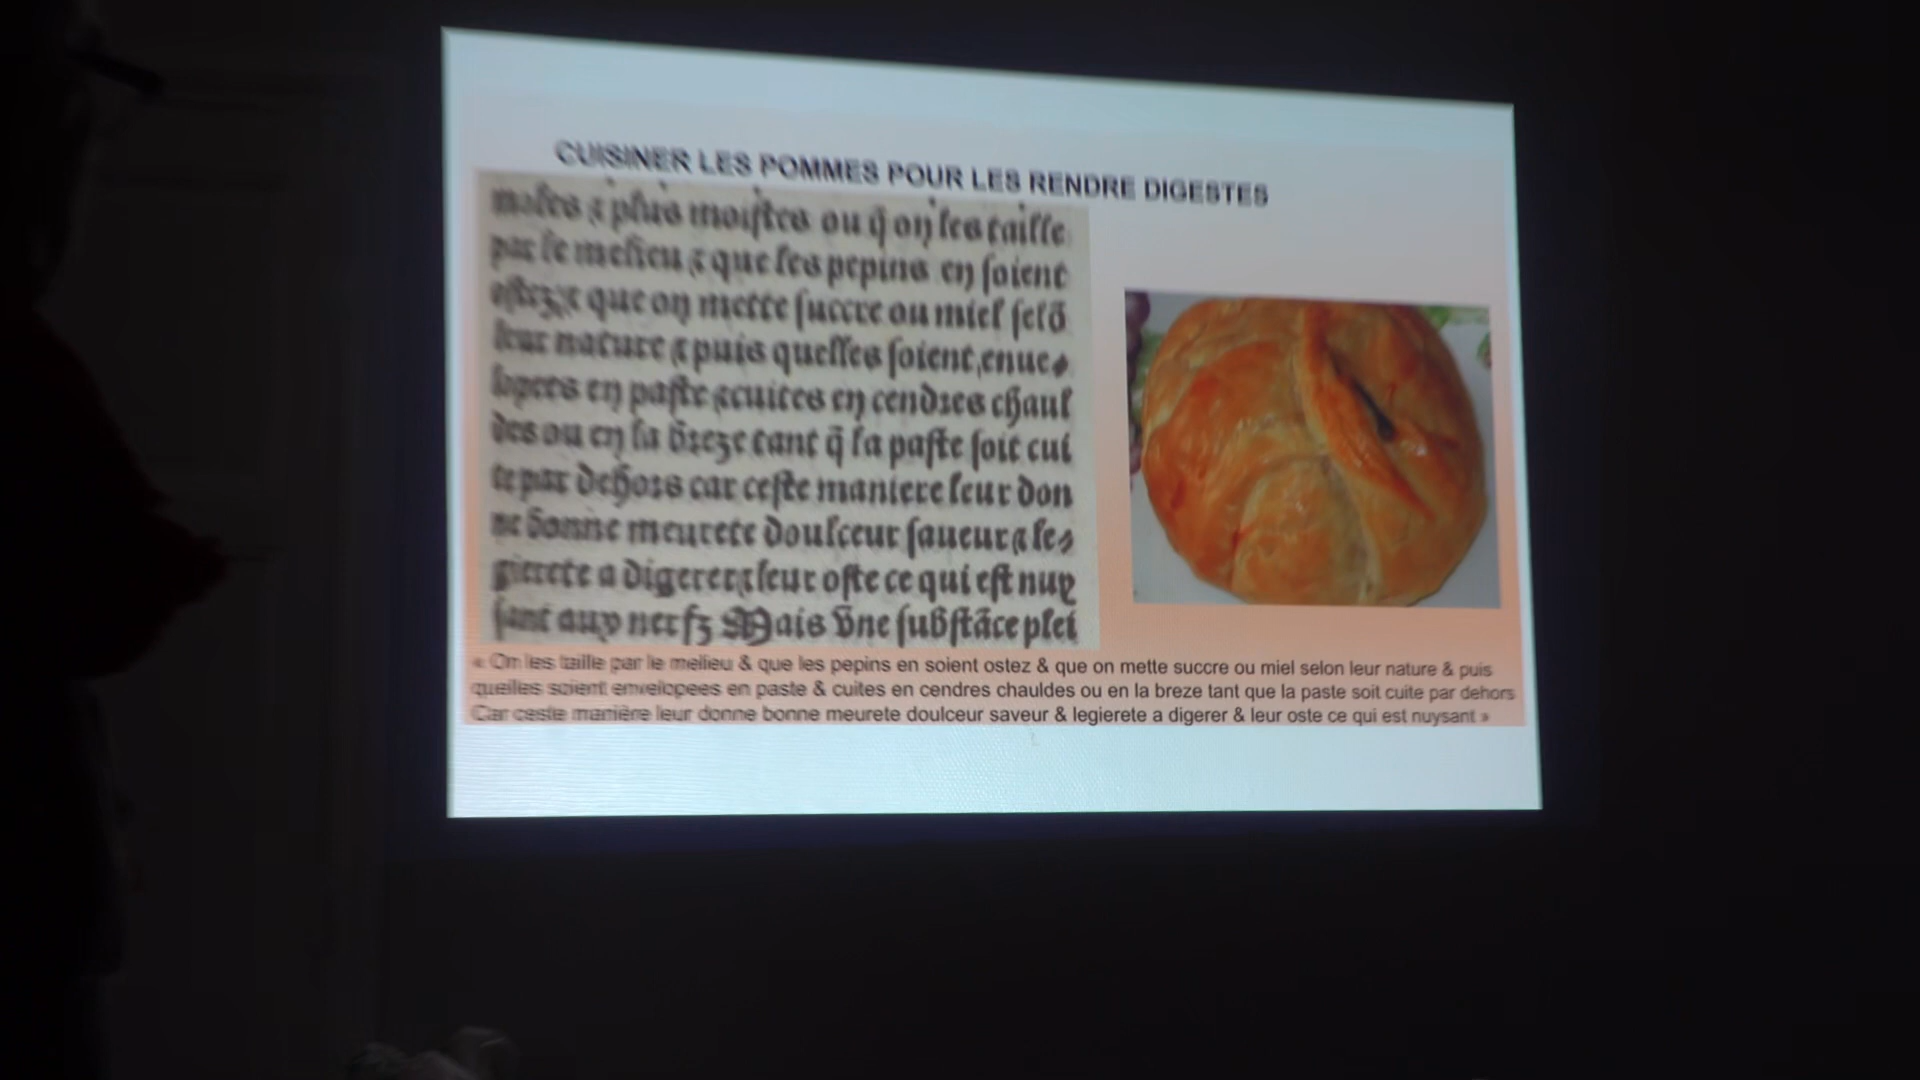 CUISINER LES POMMES POUR LES RENDRE DIGESTES
molles ⁊ plus moiſtes ou q̃ on les taille
par le melieu ⁊ que les pepins en ſoient
oſtez ⁊ que on mette ſuccre ou miel ſelõ
leur nature ⁊ puis quelles ſoient enue⸗
lopees en paſte ⁊ cuites en cendres chaul
des ou en la breze tant q̃ la paſte ſoit cui
te par dehors car ceſte maniere leur don
ne bonne meurete doulceur ſaueur ⁊ le⸗
gierete a digerer ⁊ leur oſte ce qui eſt nuy
ſant aux nerfz Mais vne ſubſtãce plei
« On les taille par le melieu & que les pepins en soient ostez & que on mette succre ou miel selon leur nature & puis
quelles soient envelopees en paste & cuites en cendres chauldes ou en la breze tant que la paste soit cuite par dehors
Car ceste manière leur donne bonne meurete doulceur saveur & legierete a digerer & leur oste ce qui est nuysant »